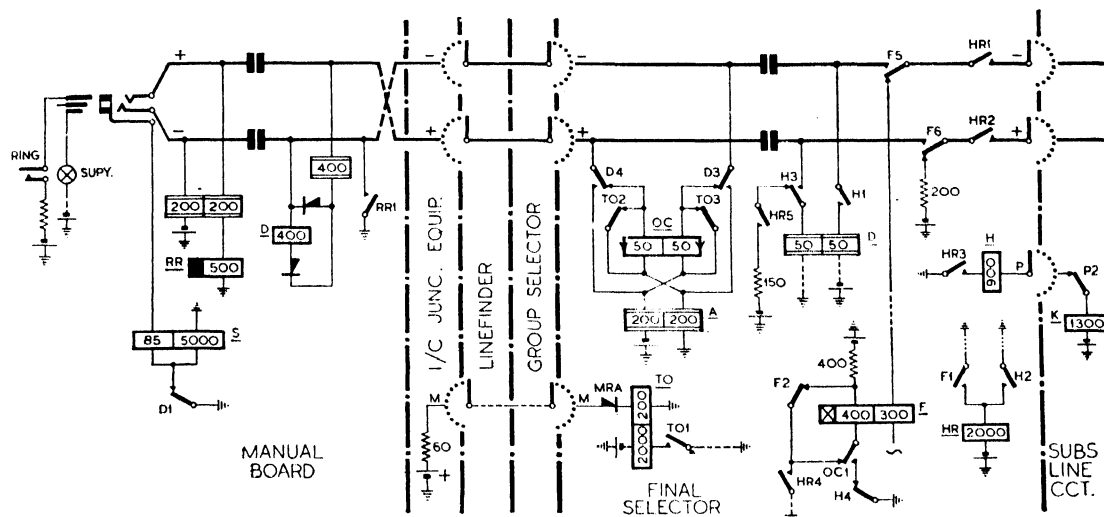 HR1
F5
+
−
−
F6
HR2
+
+
+
−
RING
SUPY.
400
D4
D3
H3
H1
200
RR1
TO2
OC
TO3
HR5
200 200
D
50 50
D
H
400
50 50
HR3
P
P2
RR
500
150
900
K
A
1300
200 200
S
85 5000
400
F1
H2
M
M
MRA
TO
F2
D1
200
F
400 300
HR
2000
60
2000
TO1
OC1
+
HR4
H4
I/C JUNC. EQUIP.
LINEFINDER
GROUP SELECTOR
MANUAL
BOARD
FINAL
SELECTOR
SUBS
LINE
CCT.